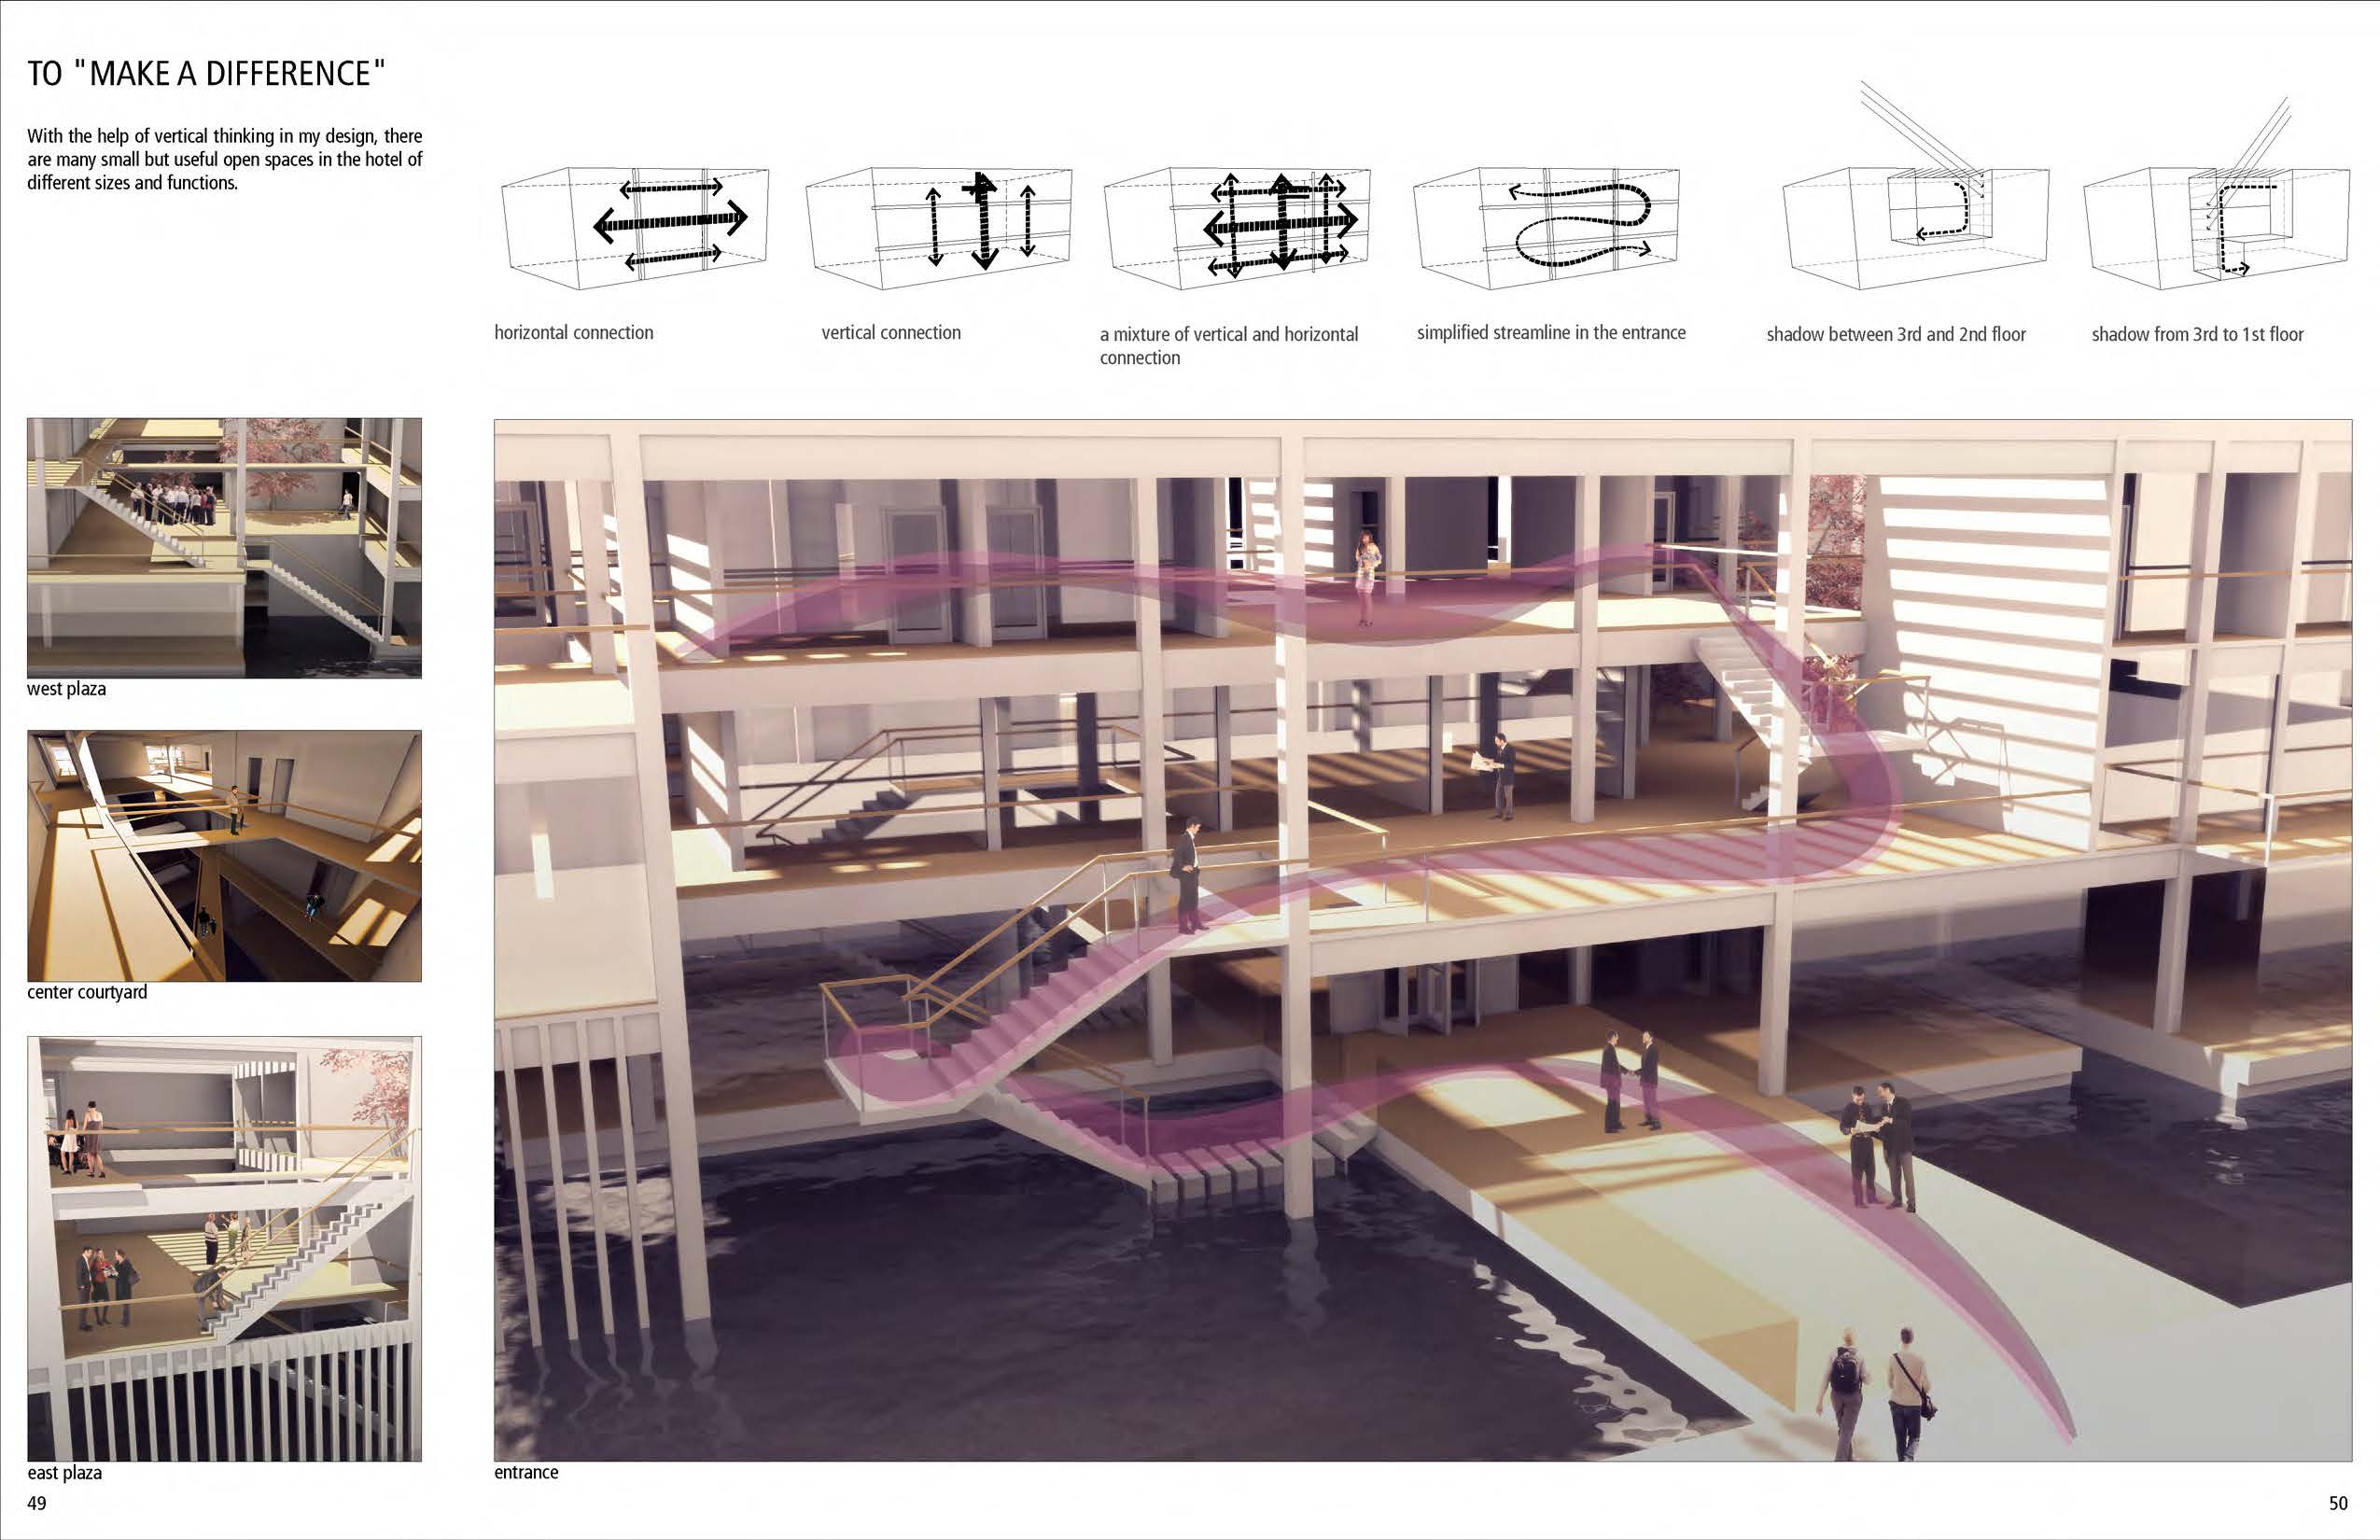 TO "MAKE A DIFFERENCE"
With the help of vertical thinking in my design, there
are many small but useful open spaces in the hotel of
different sizes and functions.
horizontal connection
vertical connection
a mixture of vertical and horizontal
connection
simplified streamline in the entrance
shadow between 3rd and 2nd floor
shadow from 3rd to 1st floor
west plaza
center courtyard
east plaza
entrance
49
50